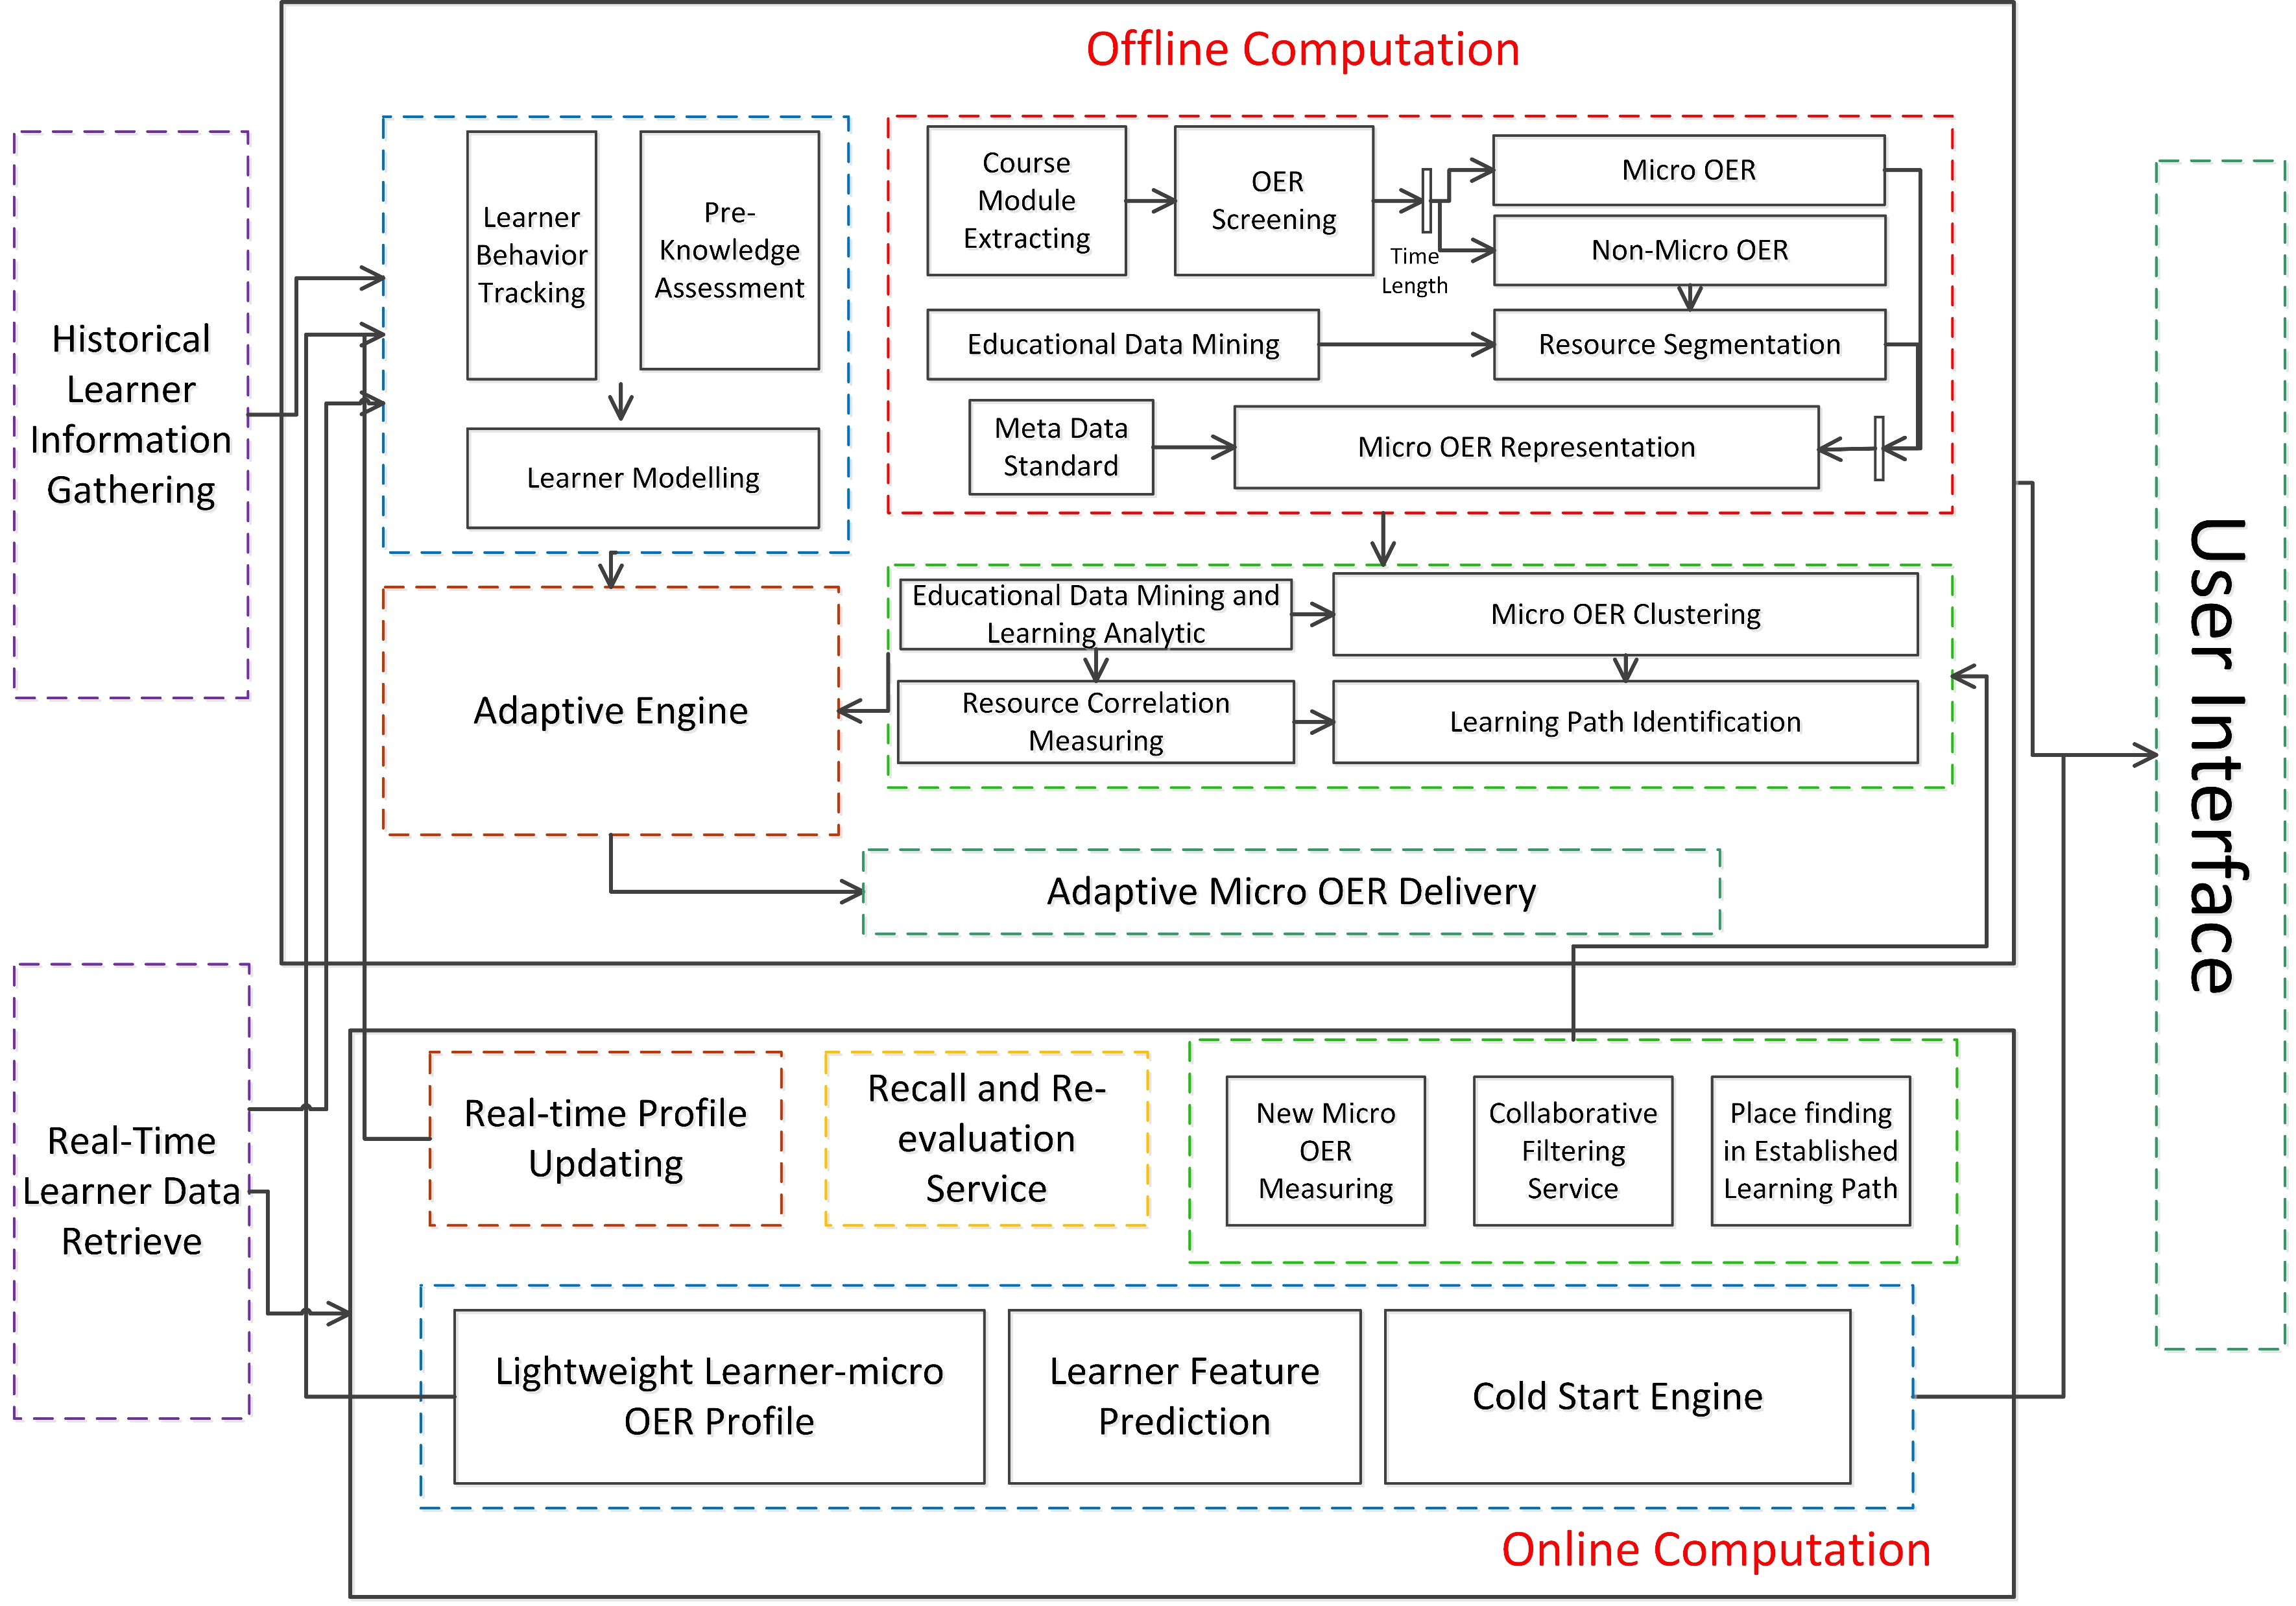 Offline Computation
Historical
Learner
Information
Gathering
Learner
Behavior
Tracking
Pre-
Knowledge
Assessment
Learner Modelling
Course
Module
Extracting
OER
Screening
Time
Length
Micro OER
Non-Micro OER
Educational Data Mining
Resource Segmentation
Meta Data
Standard
Micro OER Representation
Adaptive Engine
Educational Data Mining and
Learning Analytic
Micro OER Clustering
Resource Correlation
Measuring
Learning Path Identification
Adaptive Micro OER Delivery
User Interface
Real-Time
Learner Data
Retrieve
Real-time Profile
Updating
Recall and Re-
evaluation
Service
New Micro
OER
Measuring
Collaborative
Filtering
Service
Place finding
in Established
Learning Path
Lightweight Learner-micro
OER Profile
Learner Feature
Prediction
Cold Start Engine
Online Computation